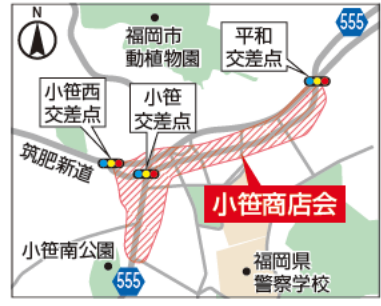 N
福岡市
動植物園
平和
交差点
555
小笹西
交差点
小笹
交差点
筑肥新道
小笹商店会
小笹南公園
555
福岡県
警察学校